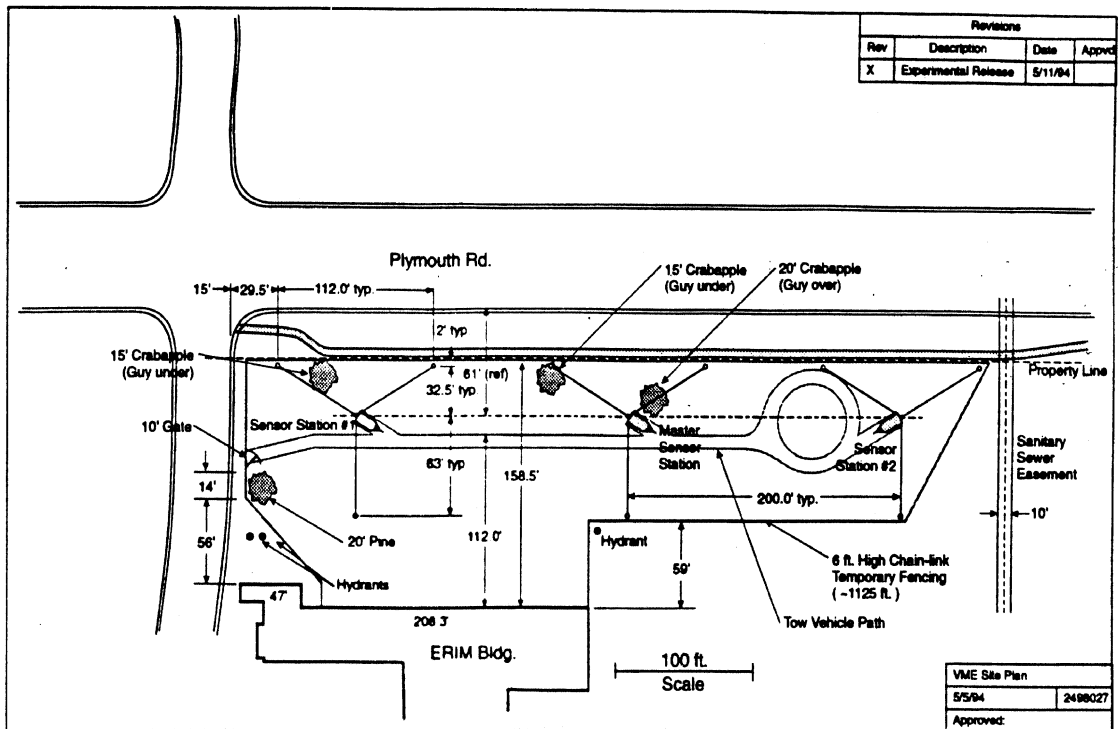 Revisions
Rev Description Date Appvd
X Experimental Release 5/11/94
Plymouth Rd.
15' Crabapple
(Guy under)
20' Crabapple
(Guy over)
15'
29.5'
112.0' typ.
2' typ
15' Crabapple
(Guy under)
61' (ref)
32.5' typ.
Property Line
Sensor Station #1
10' Gate
Master
Sensor
Station
Sensor
Station #2
Sanitary
Sewer
Easement
63' typ
158.5'
14'
200.0' typ.
10'
20' Pine
112.0'
Hydrant
56'
59'
6 ft. High Chain-link
Temporary Fencing
( ~1125 ft. )
Hydrants
47'
208 3'
Tow Vehicle Path
ERIM Bldg.
100 ft.
Scale
VME Site Plan
5/5/94 2498027
Approved: